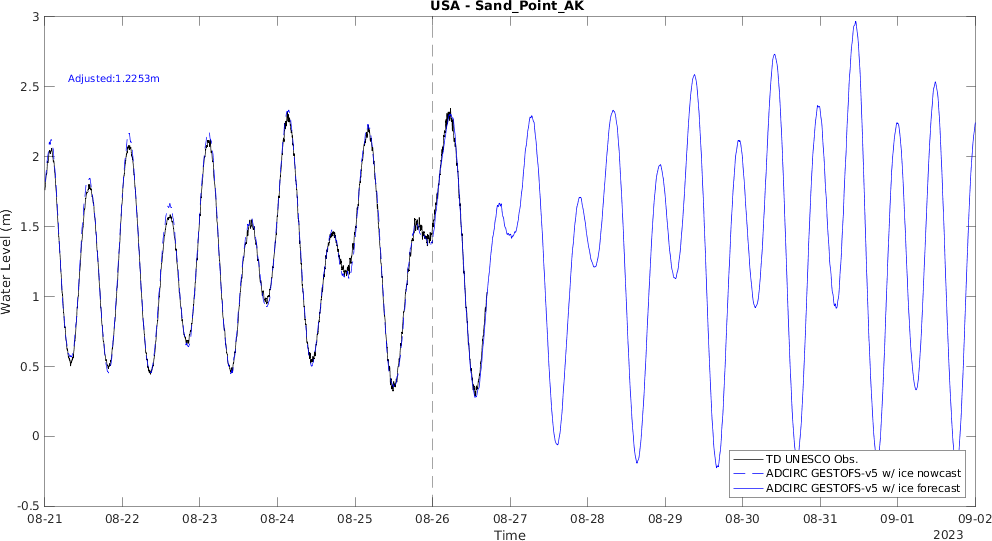 USA - Sand_Point_AK
3
2.5
2
1.5
1
0.5
0
-0.5
Water Level (m)
Adjusted:1.2253m
TD UNESCO Obs.
ADCIRC GESTOFS-v5 w/ ice nowcast
ADCIRC GESTOFS-v5 w/ ice forecast
08-21 08-22 08-23 08-24 08-25 08-26 08-27 08-28 08-29 08-30 08-31 09-01 09-02
Time
2023